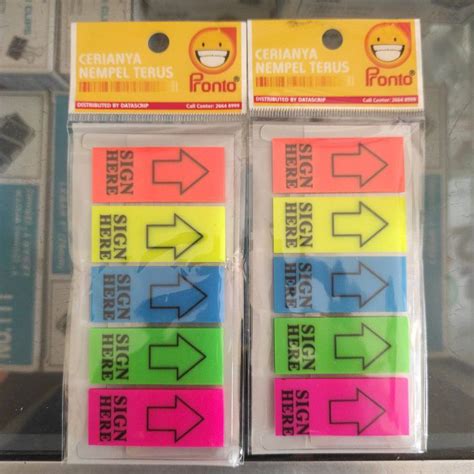 CERIANYA
NEMPEL TERUS
Pronto®
DISTRIBUTED BY DATASCRIP
Call Center: 2664 8999
SIGN
HERE
SIGN
HERE
SIGN
HERE
SIGN
HERE
SIGN
HERE
CERIANYA
NEMPEL TERUS
Pronto®
DISTRIBUTED BY DATASCRIP
Call Center: 2664 8999
SIGN
HERE
SIGN
HERE
SIGN
HERE
SIGN
HERE
SIGN
HERE